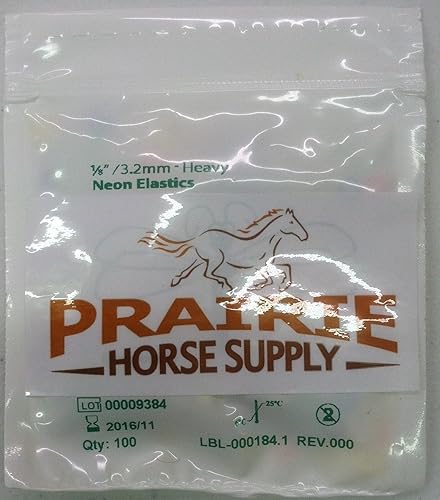 ⅛" /3.2mm - Heavy
Neon Elastics
PRAIRIE
HORSE SUPPLY
LOT 00009384
2016/11
25°C
Qty: 100
LBL-000184.1 REV.000